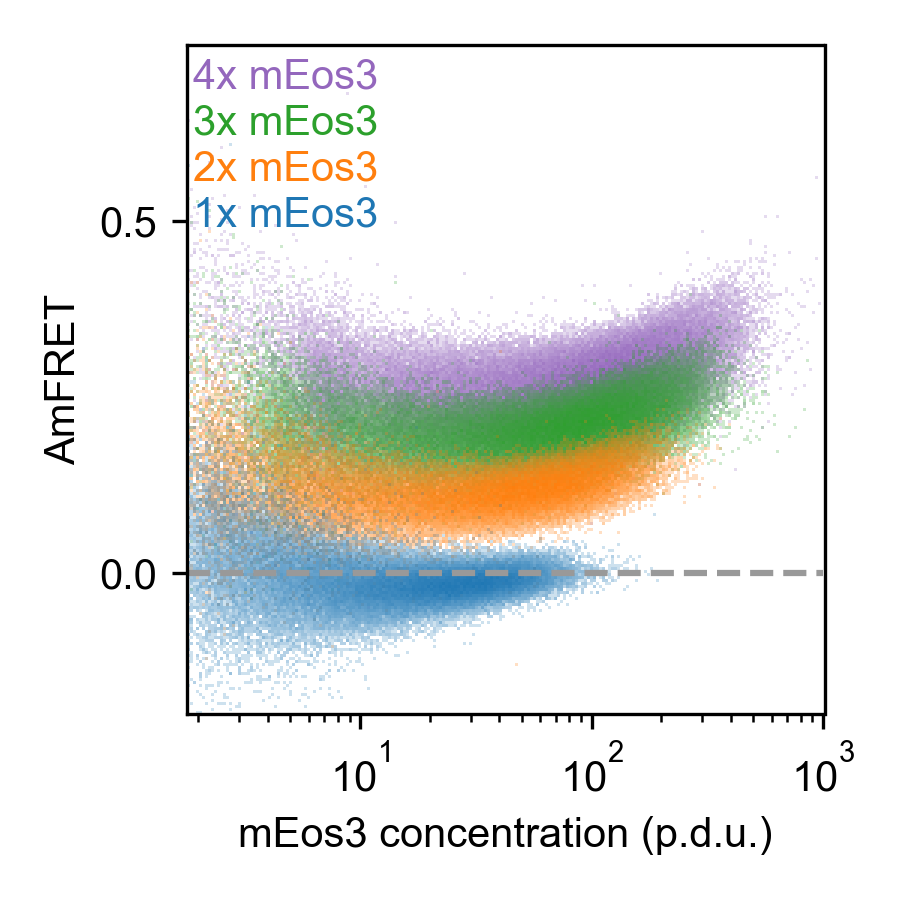 4x mEos3
3x mEos3
2x mEos3
1x mEos3
0.5
0.0
AmFRET
10^1 10^2 10^3
mEos3 concentration (p.d.u.)